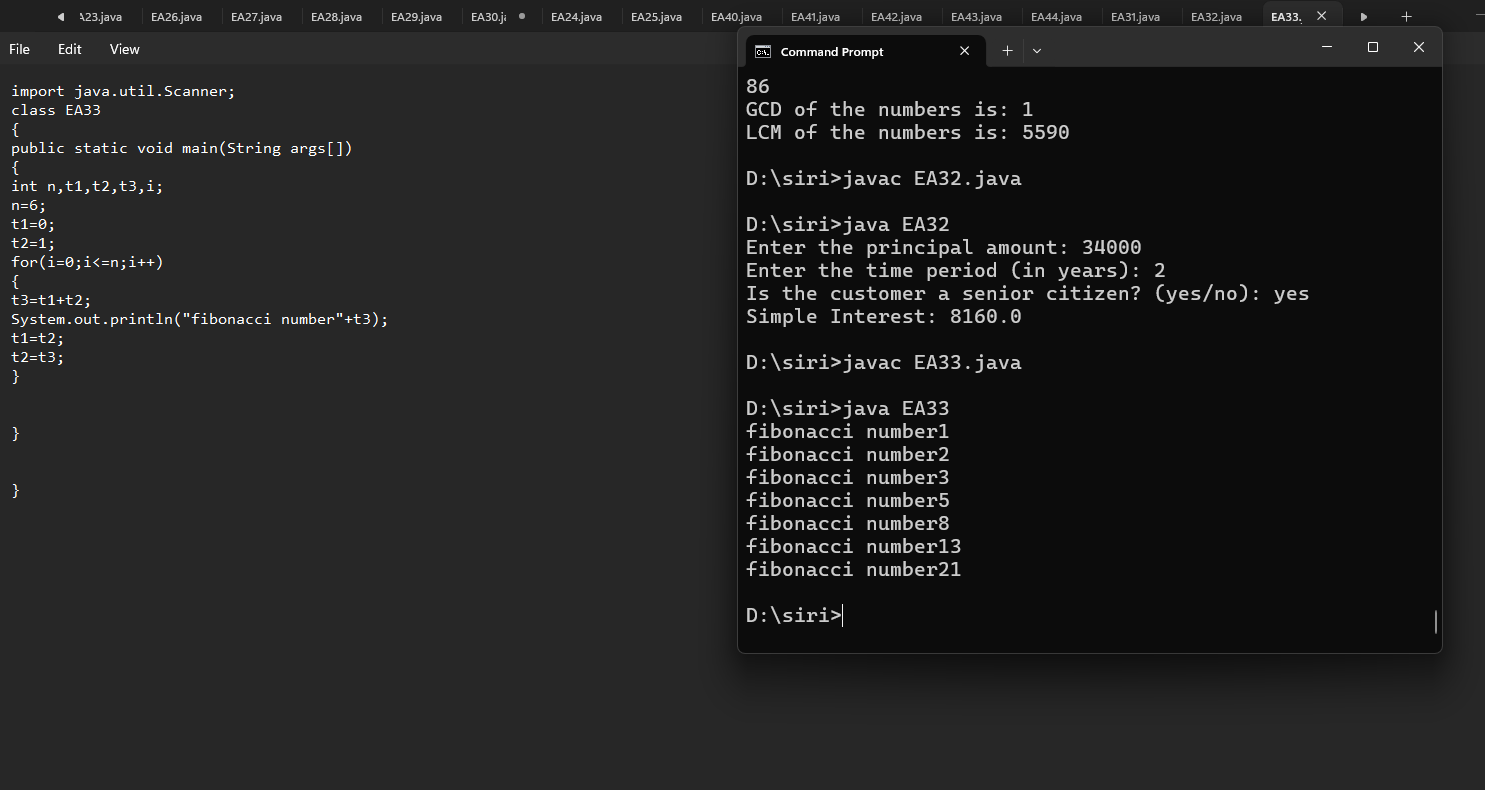 A23.java EA26.java EA27.java EA28.java EA29.java EA30.j EA24.java EA25.java EA40.java EA41.java EA42.java EA43.java EA44.java EA31.java EA32.java EA33.
File Edit View
import java.util.Scanner;
class EA33
{
public static void main(String args[])
{
int n,t1,t2,t3,i;
n=6;
t1=0;
t2=1;
for(i=0;i<=n;i++)
{
t3=t1+t2;
System.out.println("fibonacci number"+t3);
t1=t2;
t2=t3;
}
}
}
Command Prompt
86
GCD of the numbers is: 1
LCM of the numbers is: 5590
D:\siri>javac EA32.java
D:\siri>java EA32
Enter the principal amount: 34000
Enter the time period (in years): 2
Is the customer a senior citizen? (yes/no): yes
Simple Interest: 8160.0
D:\siri>javac EA33.java
D:\siri>java EA33
fibonacci number1
fibonacci number2
fibonacci number3
fibonacci number5
fibonacci number8
fibonacci number13
fibonacci number21
D:\siri>